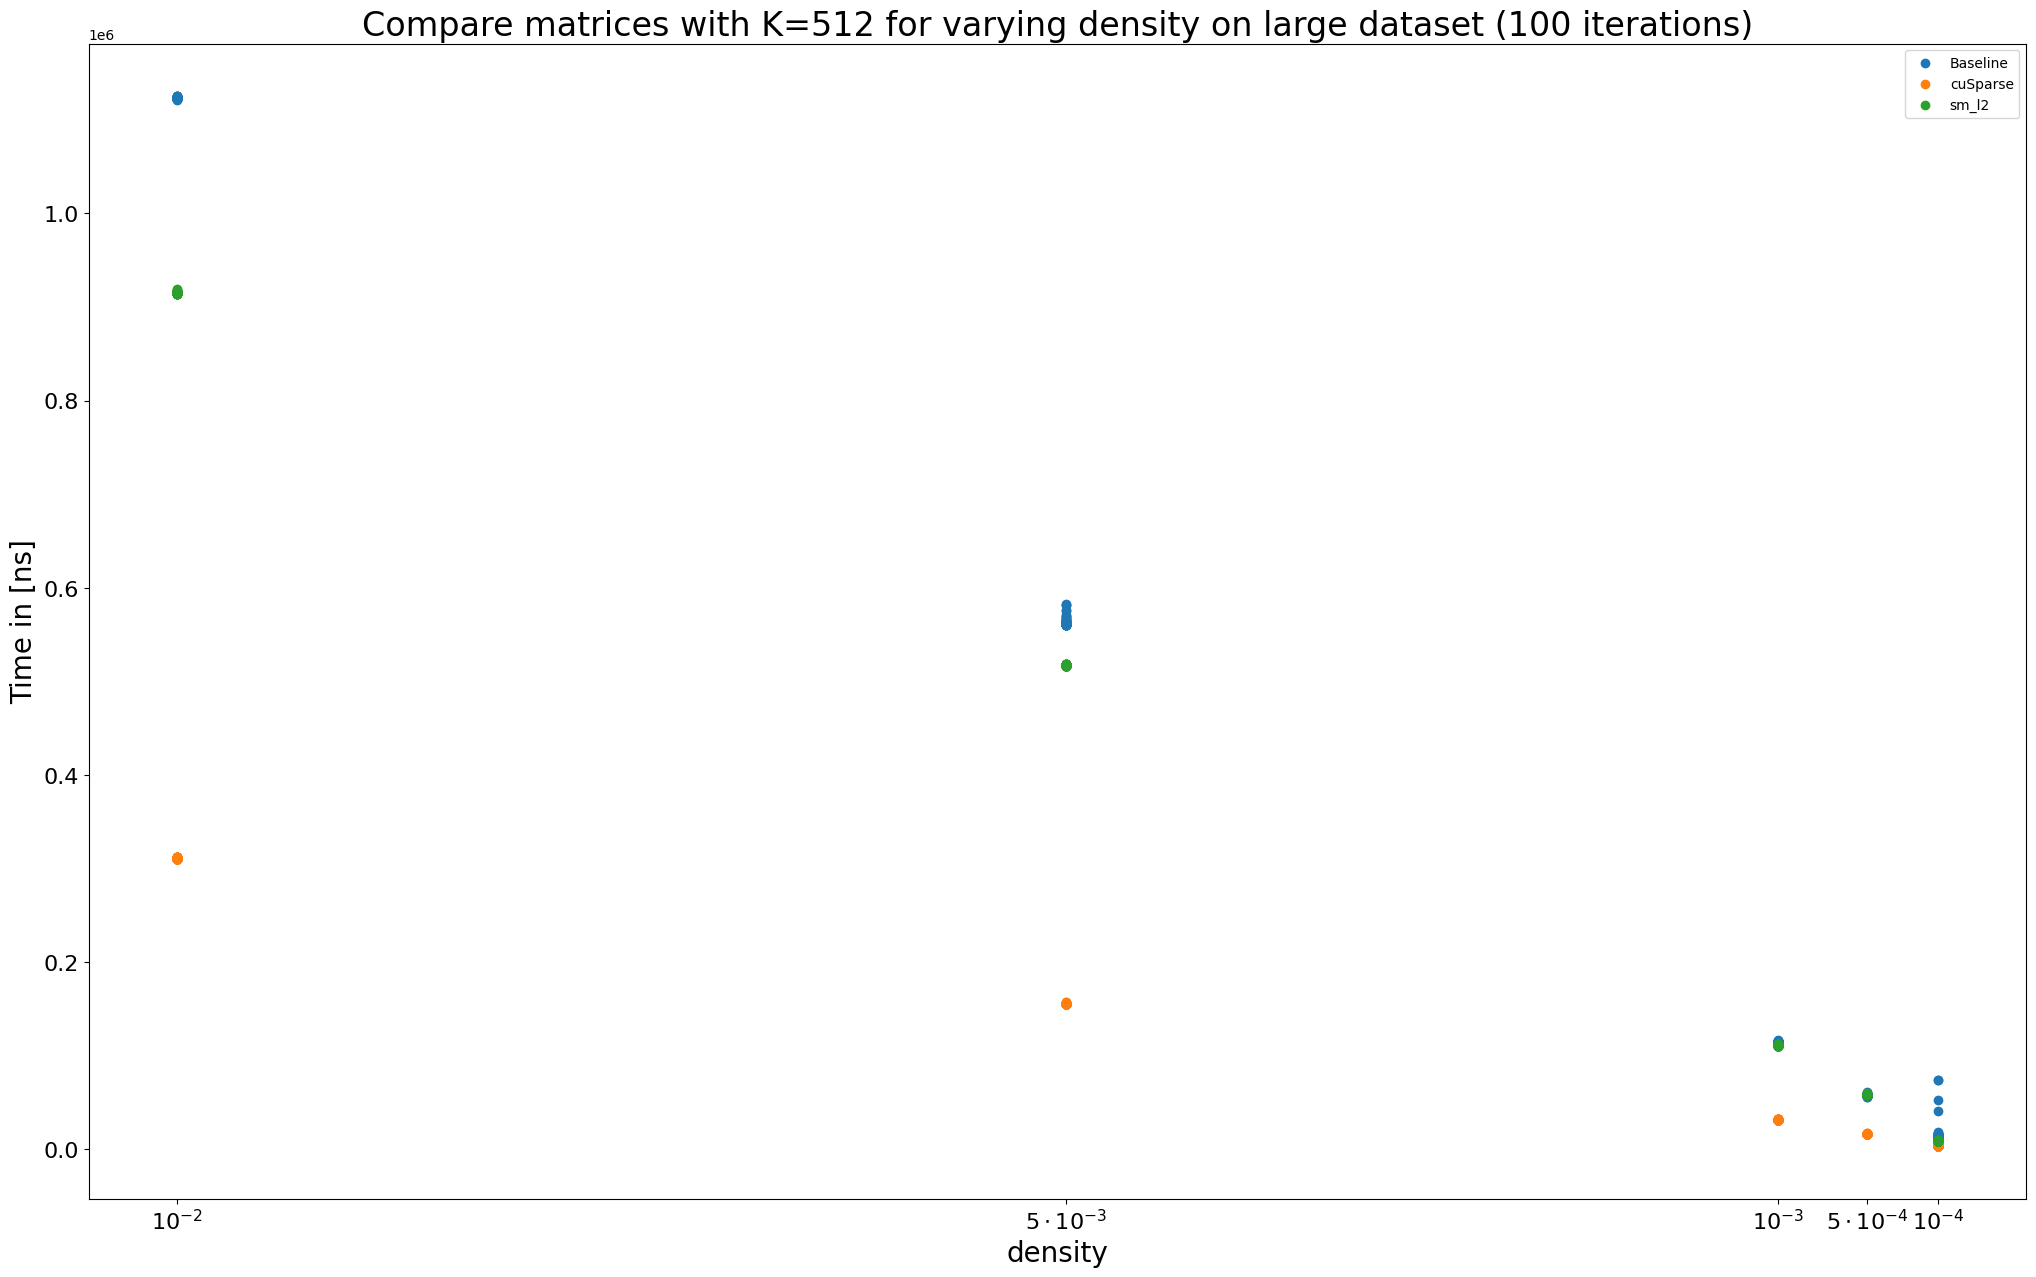 Compare matrices with K=512 for varying density on large dataset (100 iterations)
1e6
Baseline
cuSparse
sm_l2
1.0
0.8
0.6
0.4
0.2
0.0
Time in [ns]
10⁻² 5·10⁻³ 10⁻³ 5·10⁻⁴ 10⁻⁴
density